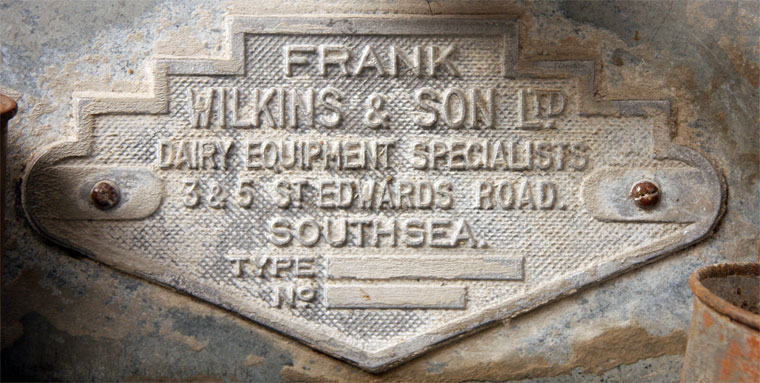 FRANK
WILKINS & SON LTD
DAIRY EQUIPMENT SPECIALISTS
3 & 5 ST EDWARDS ROAD.
SOUTHSEA.
TYPE
No